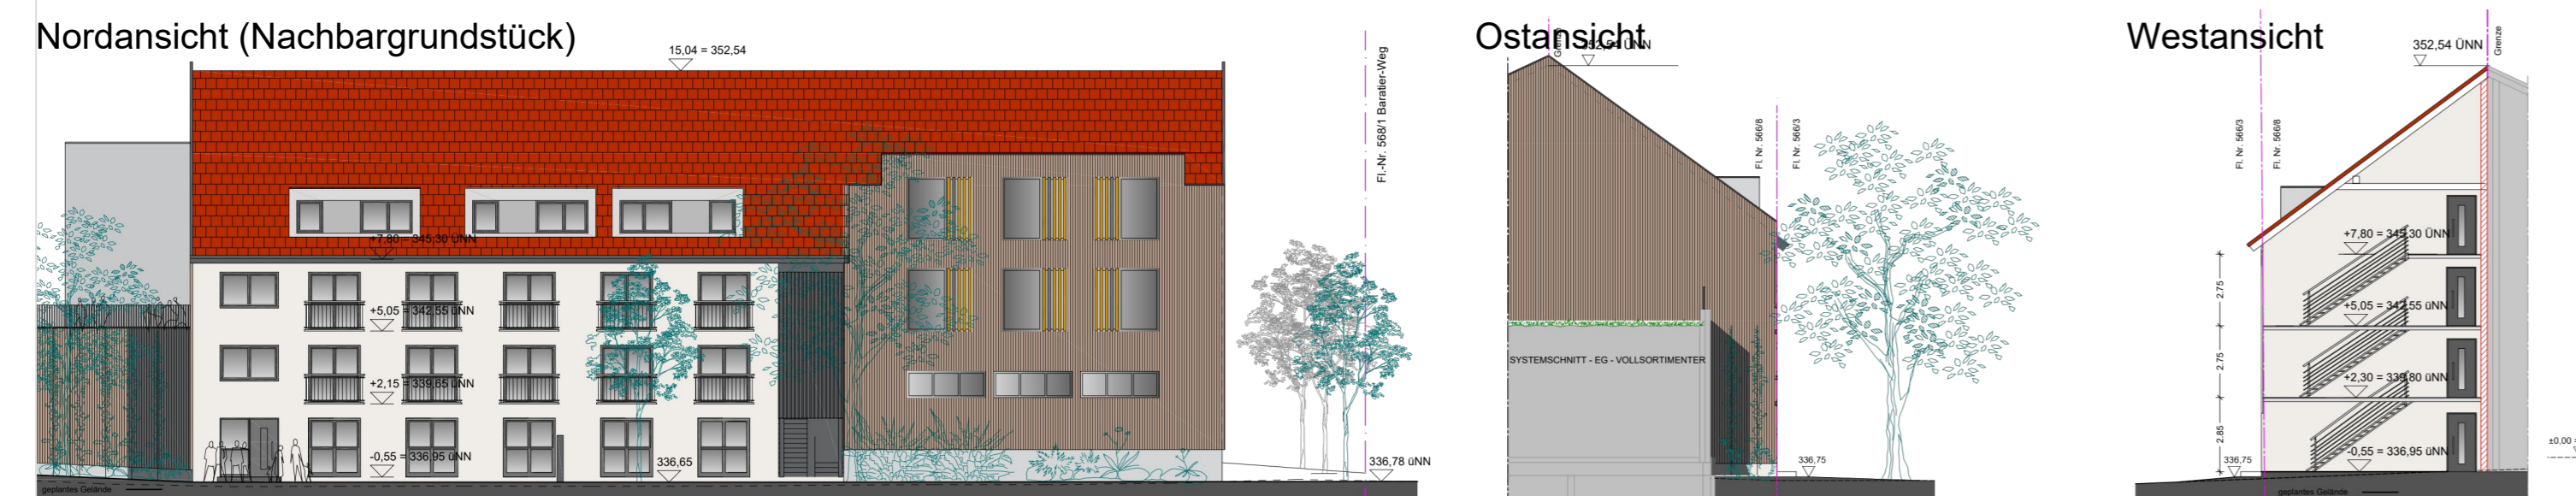 Nordansicht (Nachbargrundstück)
15,04 = 352,54
Fl.-Nr. 568/1 Baratier-Weg
+7,80 = 345,30 ÜNN
+5,05 = 342,55 üNN
+2,15 = 339,65 üNN
-0,55 = 336,95 üNN
336,65
336,78 üNN
geplantes Gelände
Ostansicht
Grenze
352,54 ÜNN
Fl. Nr. 566/8
Fl. Nr. 566/3
SYSTEMSCHNITT - EG - VOLLSORTIMENTER
336,75
Westansicht
352,54 ÜNN
Grenze
Fl. Nr. 566/3
Fl. Nr. 566/8
+7,80 = 345,30 ÜNN
2.75
+5,05 = 342,55 üNN
2.75
+2,30 = 339,80 üNN
2.85
-0,55 = 336,95 üNN
336,75
±0,00 =
geplantes Gelände